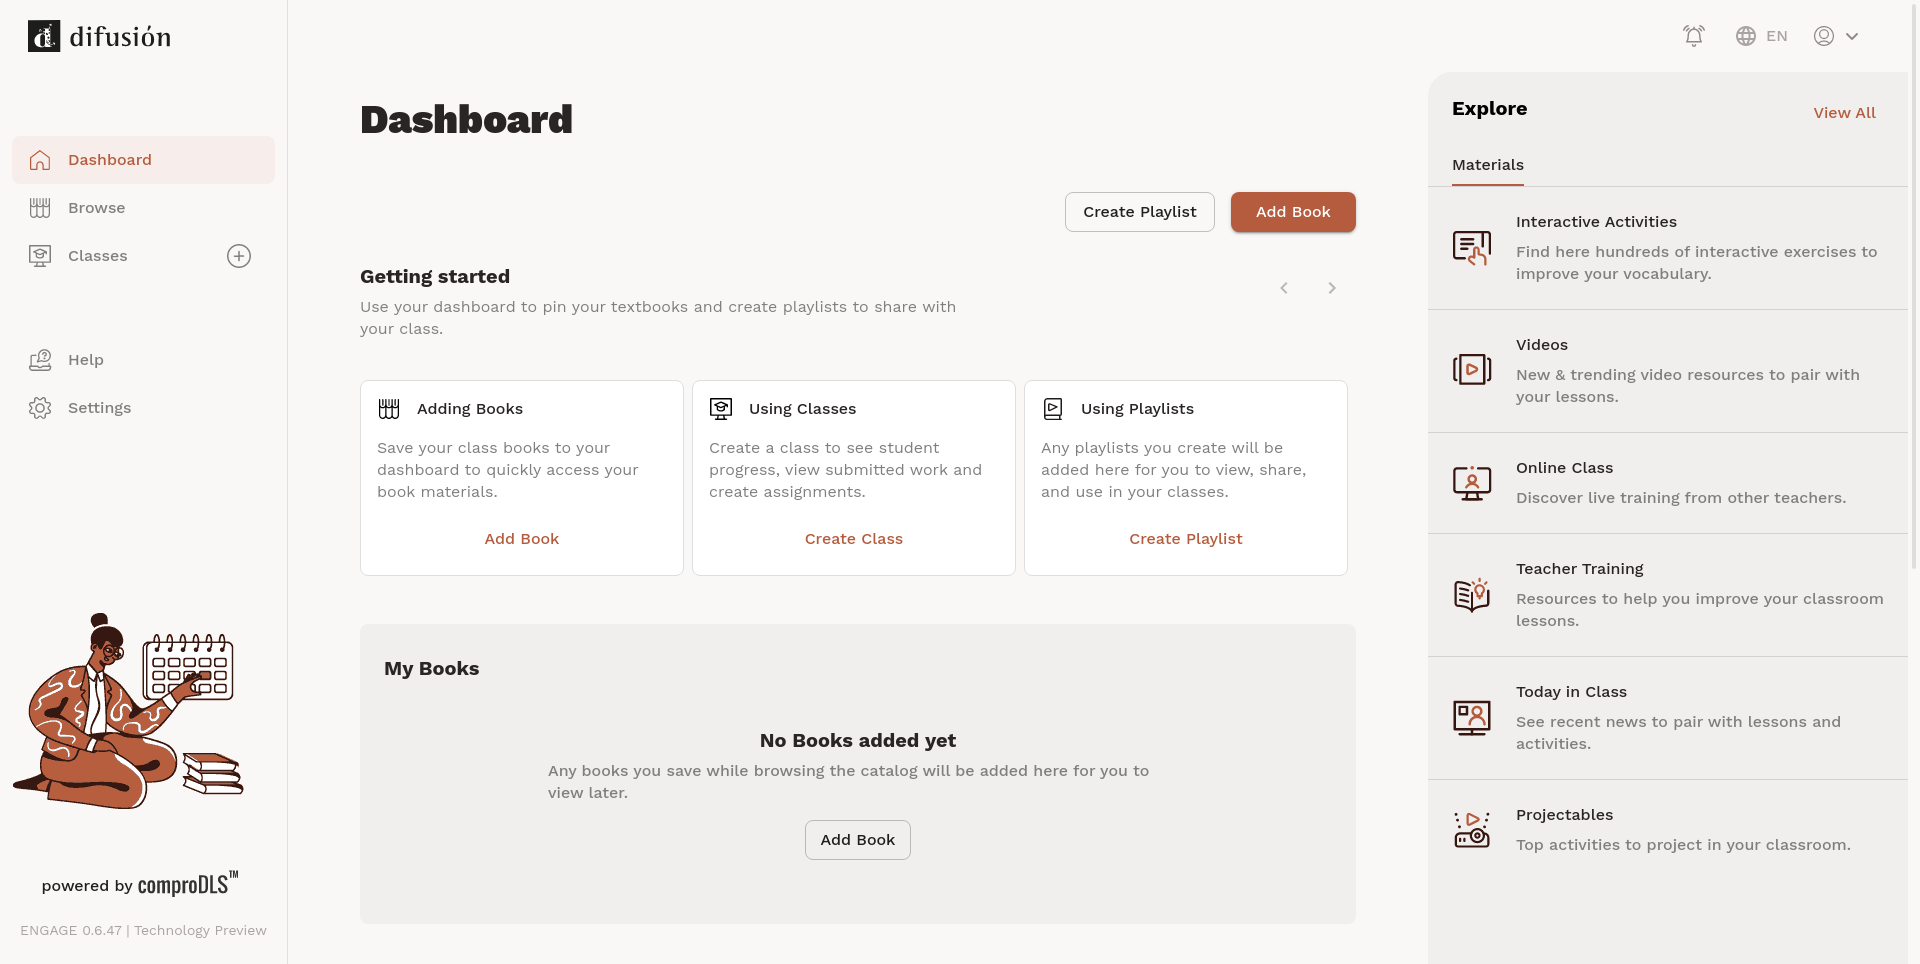 difusión
EN
Dashboard
Browse
Classes
Help
Settings
powered by comproDLS™
ENGAGE 0.6.47 | Technology Preview
Dashboard
Create Playlist
Add Book
Getting started
Use your dashboard to pin your textbooks and create playlists to share with
your class.
Adding Books
Save your class books to your
dashboard to quickly access your
book materials.
Add Book
Using Classes
Create a class to see student
progress, view submitted work and
create assignments.
Create Class
Using Playlists
Any playlists you create will be
added here for you to view, share,
and use in your classes.
Create Playlist
My Books
No Books added yet
Any books you save while browsing the catalog will be added here for you to
view later.
Add Book
Explore
View All
Materials
Interactive Activities
Find here hundreds of interactive exercises to
improve your vocabulary.
Videos
New & trending video resources to pair with
your lessons.
Online Class
Discover live training from other teachers.
Teacher Training
Resources to help you improve your classroom
lessons.
Today in Class
See recent news to pair with lessons and
activities.
Projectables
Top activities to project in your classroom.